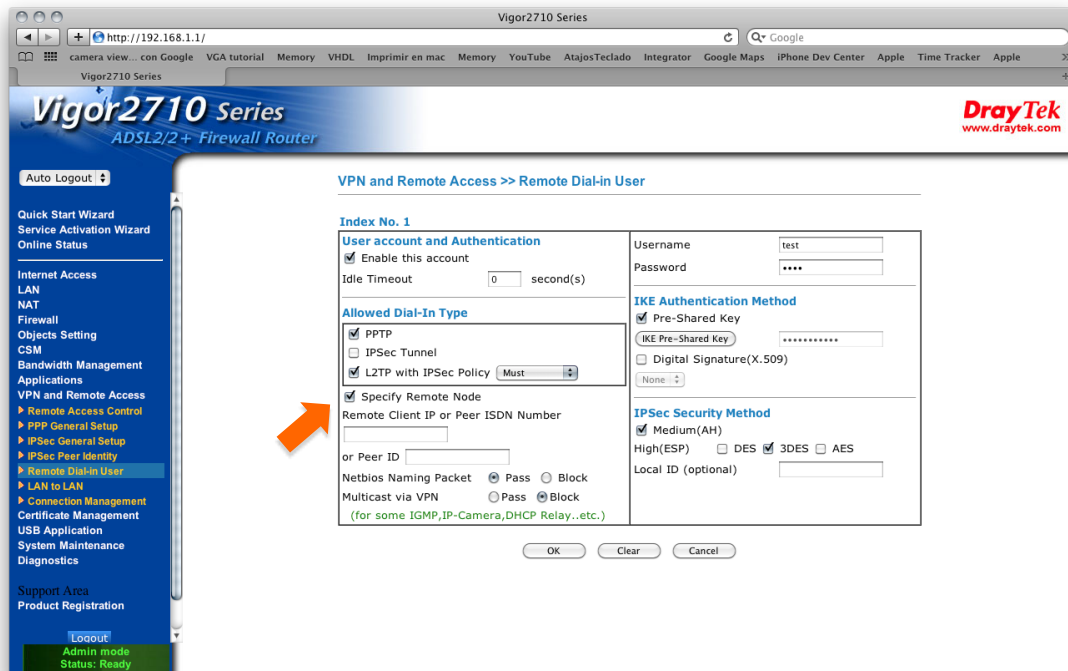 Vigor2710 Series
http://192.168.1.1/
Google
camera view... con Google VGA tutorial Memory VHDL Imprimir en mac Memory YouTube AtajosTeclado Integrator Google Maps iPhone Dev Center Apple Time Tracker Apple
Vigor2710 Series
Vigor2710 Series
ADSL2/2+ Firewall Router
DrayTek
www.draytek.com
Auto Logout
Quick Start Wizard
Service Activation Wizard
Online Status
Internet Access
LAN
NAT
Firewall
Objects Setting
CSM
Bandwidth Management
Applications
VPN and Remote Access
Remote Access Control
PPP General Setup
IPSec General Setup
IPSec Peer Identity
Remote Dial-in User
LAN to LAN
Connection Management
Certificate Management
USB Application
System Maintenance
Diagnostics
Support Area
Product Registration
Logout
Admin mode
Status: Ready
VPN and Remote Access >> Remote Dial-in User
Index No. 1
User account and Authentication
Enable this account
Idle Timeout 0 second(s)
Allowed Dial-In Type
PPTP
IPSec Tunnel
L2TP with IPSec Policy Must
Specify Remote Node
Remote Client IP or Peer ISDN Number
or Peer ID
Netbios Naming Packet Pass Block
Multicast via VPN Pass Block
(for some IGMP,IP-Camera,DHCP Relay..etc.)
Username test
Password ••••
IKE Authentication Method
Pre-Shared Key
IKE Pre-Shared Key •••••••••••
Digital Signature(X.509)
None
IPSec Security Method
Medium(AH)
High(ESP) DES 3DES AES
Local ID (optional)
OK Clear Cancel